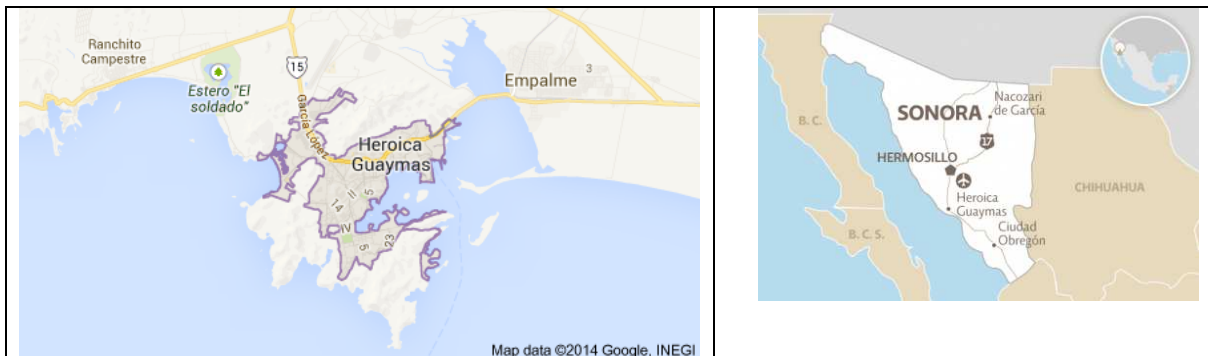 Ranchito
Campestre
Estero "El
soldado"
15
García López
Empalme
3
Heroica
Guaymas
II
5
14
IV
5
23
Map data ©2014 Google, INEGI
B. C.
SONORA
Nacozari
de García
17
HERMOSILLO
CHIHUAHUA
Heroica
Guaymas
B. C. S.
Ciudad
Obregón